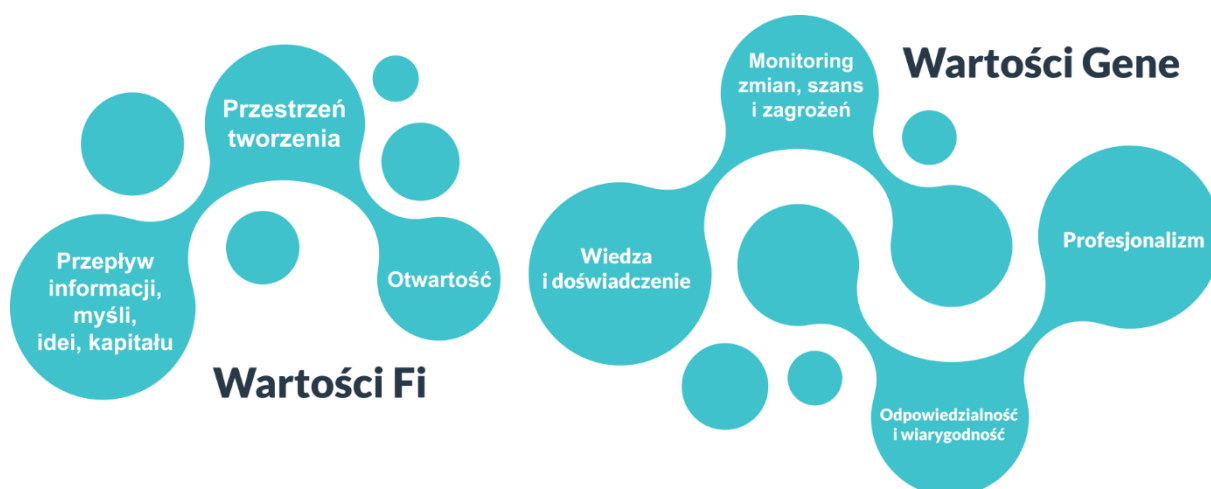 Przestrzeń
tworzenia
Przepływ
informacji,
myśli,
idei, kapitału
Otwartość
Wartości Fi
Wartości Gene
Monitoring
zmian, szans
i zagrożeń
Wiedza
i doświadczenie
Profesjonalizm
Odpowiedzialność
i wiarygodność